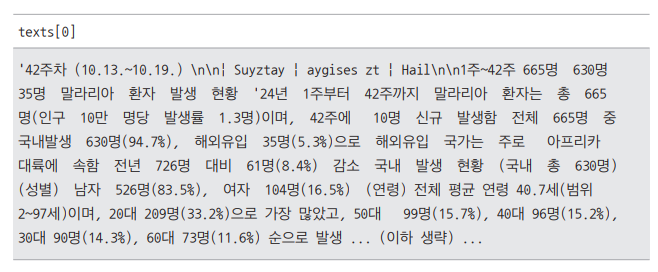 texts[0]
'42주차 (10.13.~10.19.) \n\n¦ Suyztay ¦ aygises zt ¦ Hail\n\n1주~42주 665명 630명
35명 말라리아 환자 발생 현황 '24년 1주부터 42주까지 말라리아 환자는 총 665
명(인구 10만 명당 발생률 1.3명)이며, 42주에 10명 신규 발생함 전체 665명 중
국내발생 630명(94.7%), 해외유입 35명(5.3%)으로 해외유입 국가는 주로 아프리카
대륙에 속함 전년 726명 대비 61명(8.4%) 감소 국내 발생 현황 (국내 총 630명)
(성별) 남자 526명(83.5%), 여자 104명(16.5%) (연령) 전체 평균 연령 40.7세(범위
2~97세)이며, 20대 209명(33.2%)으로 가장 많았고, 50대 99명(15.7%), 40대 96명(15.2%),
30대 90명(14.3%), 60대 73명(11.6%) 순으로 발생 ... (이하 생략) ...